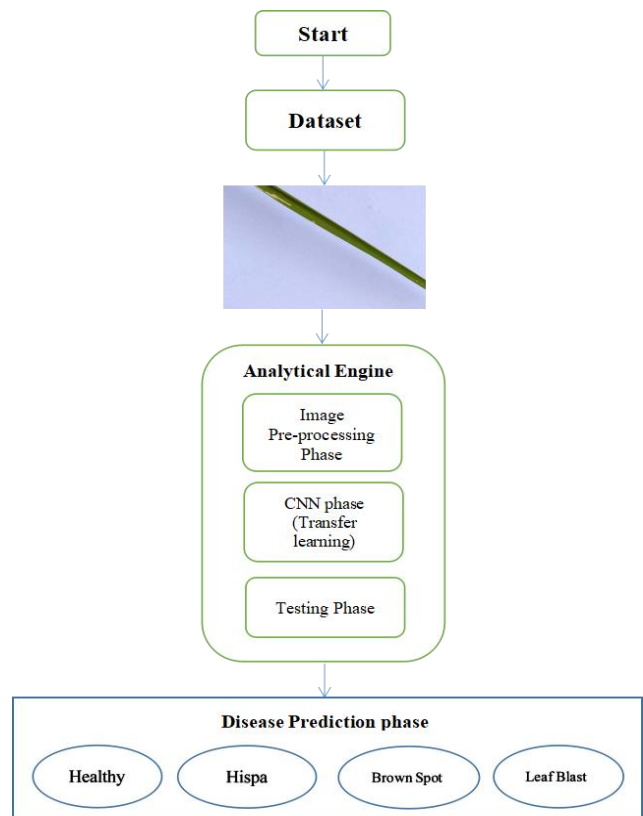 Start
Dataset
Analytical Engine
Image
Pre-processing
Phase
CNN phase
(Transfer
learning)
Testing Phase
Disease Prediction phase
Healthy
Hispa
Brown Spot
Leaf Blast